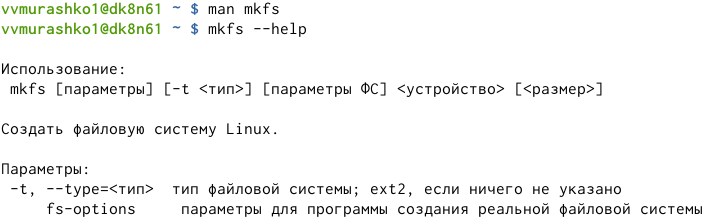 vvmurashko1@dk8n61 ~ $ man mkfs
vvmurashko1@dk8n61 ~ $ mkfs --help
Использование:
mkfs [параметры] [-t <тип>] [параметры ФС] <устройство> [<размер>]
Создать файловую систему Linux.
Параметры:
-t, --type=<тип>  тип файловой системы; ext2, если ничего не указано
fs-options     параметры для программы создания реальной файловой системы